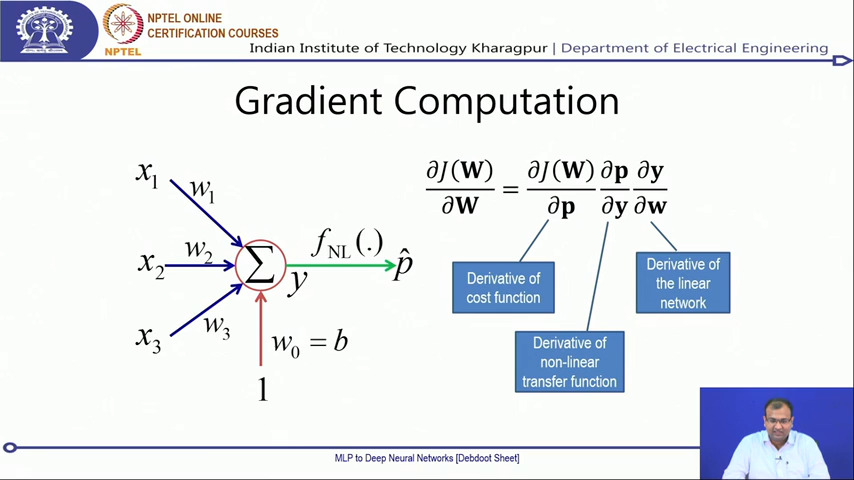 NPTEL ONLINE
CERTIFICATION COURSES
NPTEL
Indian Institute of Technology Kharagpur | Department of Electrical Engineering
Gradient Computation
x₁
w₁
x₂
w₂
x₃
w₃
∑
y
f_NL(.)
p̂
w₀ = b
1
∂J(𝐖)/∂𝐖 = ∂J(𝐖)/∂𝐩 ∂𝐩/∂𝐲 ∂𝐲/∂𝐰
Derivative of
cost function
Derivative of
non-linear
transfer function
Derivative of
the linear
network
MLP to Deep Neural Networks [Debdoot Sheet]